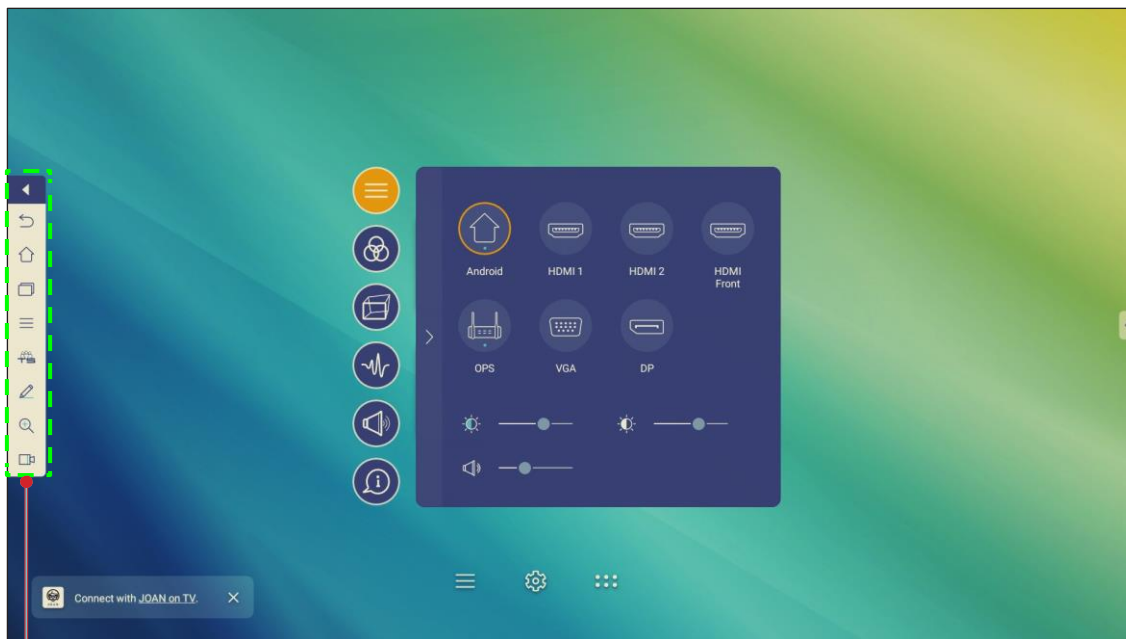 Android
HDMI 1
HDMI 2
HDMI
Front
OPS
VGA
DP
Connect with JOAN on TV.